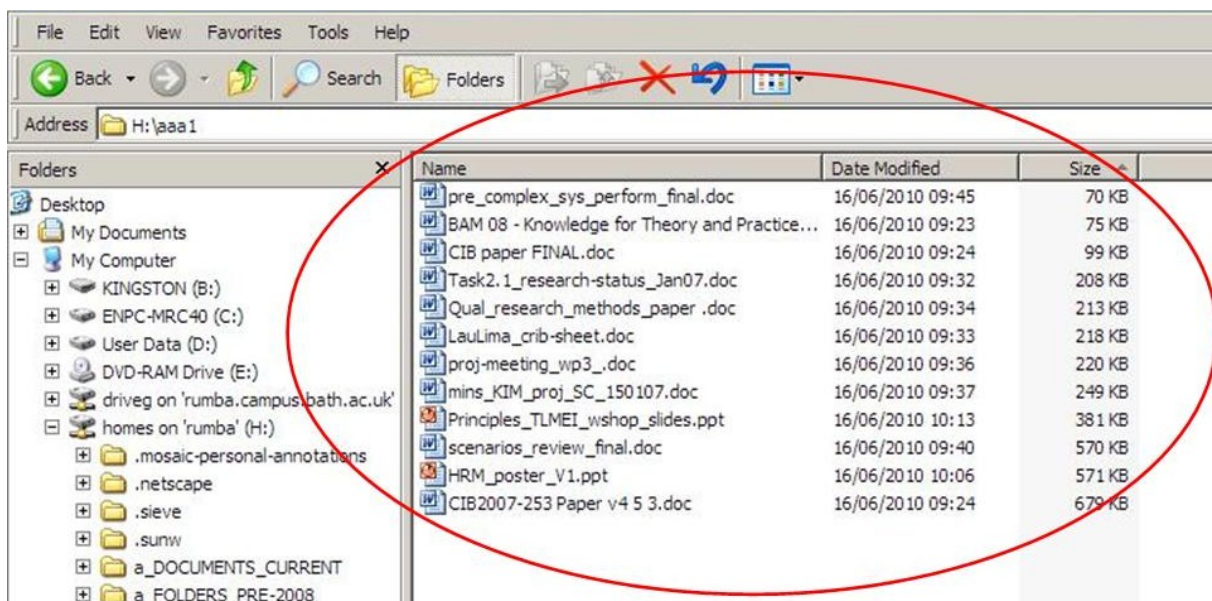 File Edit View Favorites Tools Help
Back Search Folders
Address H:\aaa1
Folders Name Date Modified Size
Desktop
My Documents
My Computer
KINGSTON (B:)
ENPC-MRC40 (C:)
User Data (D:)
DVD-RAM Drive (E:)
driveg on 'rumba.campus.bath.ac.uk'
homes on 'rumba' (H:)
.mosaic-personal-annotations
.netscape
.sieve
.sunw
a_DOCUMENTS_CURRENT
a_FOLDERS_PRE-2008
pre_complex_sys_perform_final.doc 16/06/2010 09:45 70 KB
BAM 08 - Knowledge for Theory and Practice... 16/06/2010 09:23 75 KB
CIB paper FINAL.doc 16/06/2010 09:24 99 KB
Task2.1_research-status_Jan07.doc 16/06/2010 09:32 208 KB
Qual_research_methods_paper .doc 16/06/2010 09:34 213 KB
LauLima_crib-sheet.doc 16/06/2010 09:33 218 KB
proj-meeting_wp3_.doc 16/06/2010 09:36 220 KB
mins_KIM_proj_SC_150107.doc 16/06/2010 09:37 249 KB
Principles_TLMEI_wshop_slides.ppt 16/06/2010 10:13 381 KB
scenarios_review_final.doc 16/06/2010 09:40 570 KB
HRM_poster_V1.ppt 16/06/2010 10:06 571 KB
CIB2007-253 Paper v4 5 3.doc 16/06/2010 09:24 679 KB